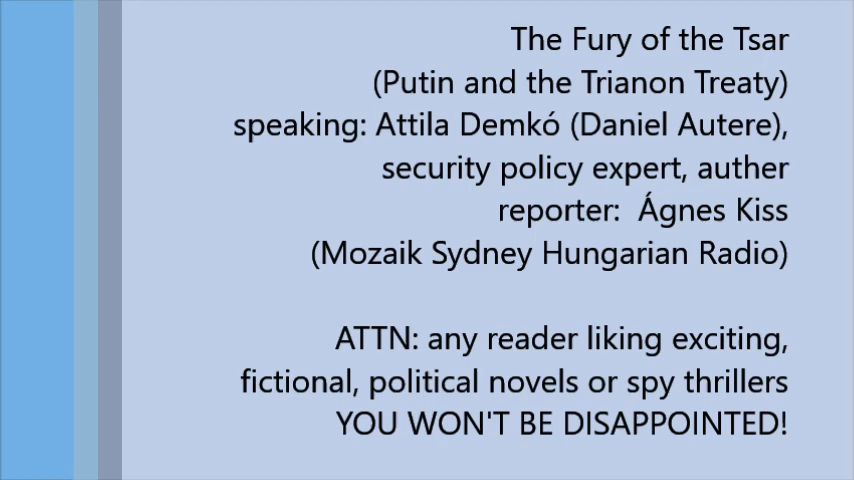 The Fury of the Tsar
(Putin and the Trianon Treaty)
speaking: Attila Demkó (Daniel Autere),
security policy expert, auther
reporter:  Ágnes Kiss
(Mozaik Sydney Hungarian Radio)
ATTN: any reader liking exciting,
fictional, political novels or spy thrillers
YOU WON'T BE DISAPPOINTED!